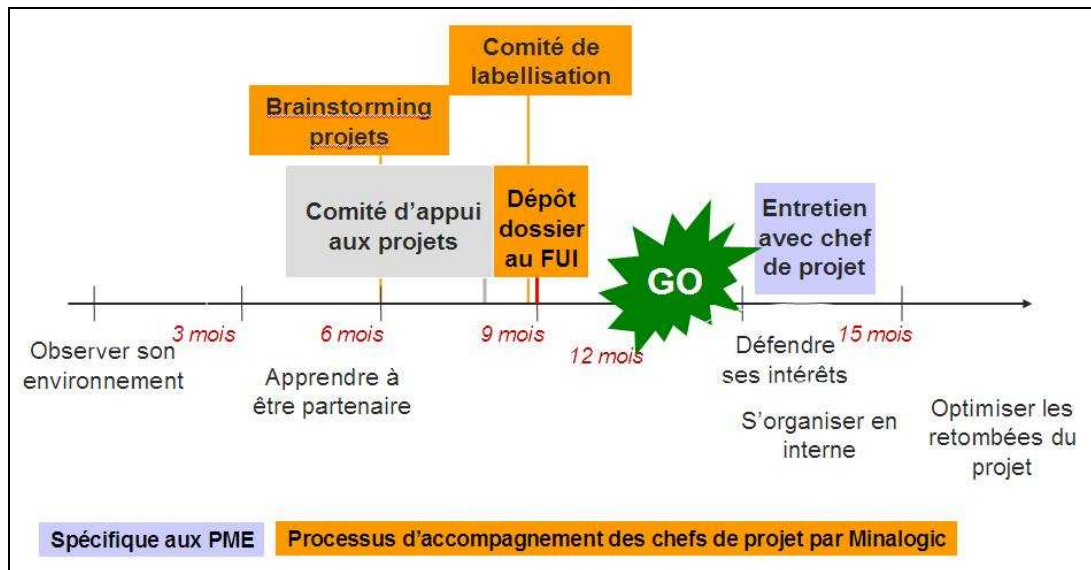 Comité de
labellisation
Brainstorming
projets
Comité d’appui
aux projets
Dépôt
dossier
au FUI
GO
Entretien
avec chef
de projet
3 mois
6 mois
9 mois
12 mois
15 mois
Observer son
environnement
Apprendre à
être partenaire
Défendre
ses intérêts
S’organiser en
interne
Optimiser les
retombées du
projet
Spécifique aux PME
Processus d’accompagnement des chefs de projet par Minalogic